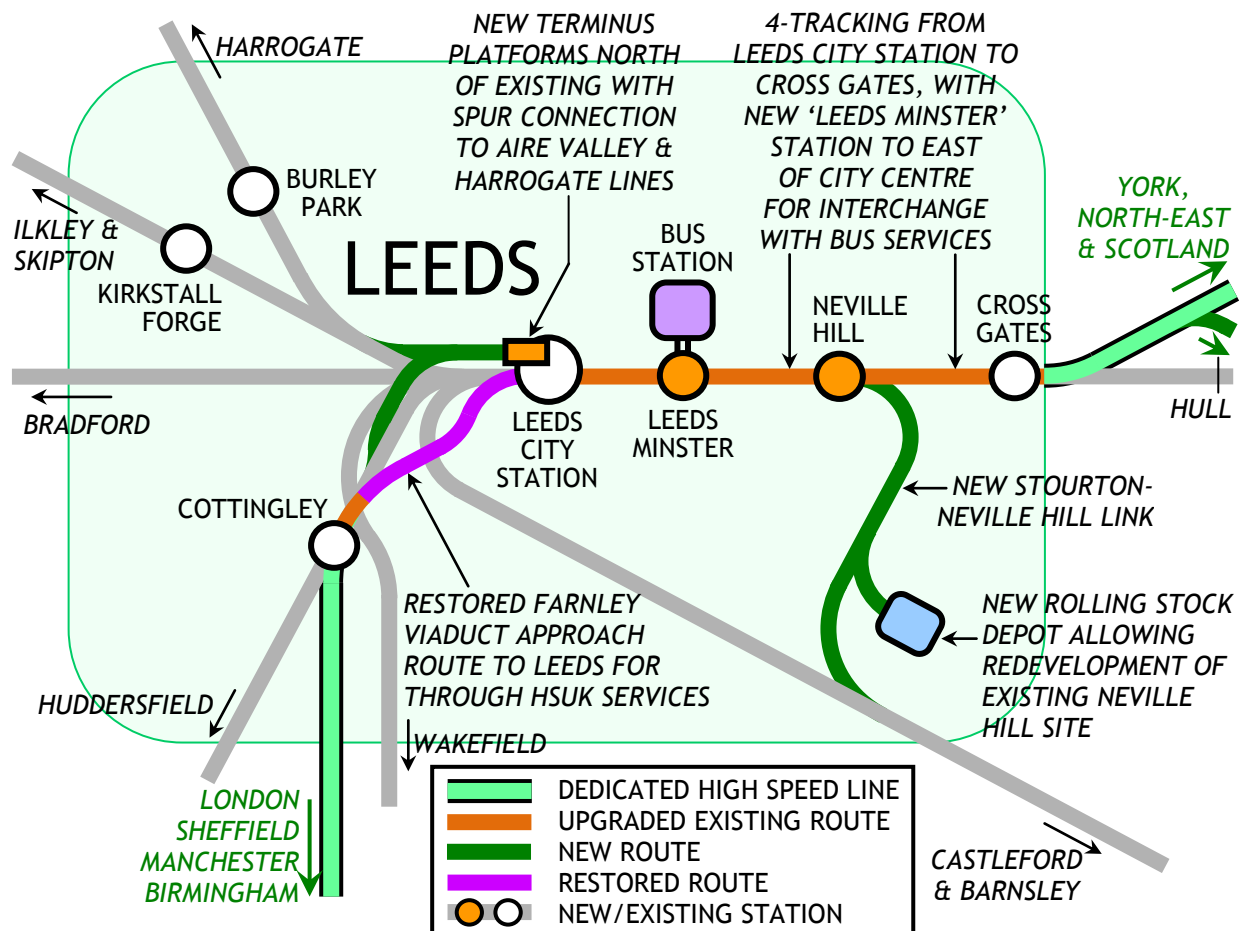 HARROGATE
NEW TERMINUS
PLATFORMS NORTH
OF EXISTING WITH
SPUR CONNECTION
TO AIRE VALLEY &
HARROGATE LINES
4-TRACKING FROM
LEEDS CITY STATION TO
CROSS GATES, WITH
NEW ‘LEEDS MINSTER’
STATION TO EAST
OF CITY CENTRE
FOR INTERCHANGE
WITH BUS SERVICES
BURLEY
PARK
YORK,
NORTH-EAST
& SCOTLAND
ILKLEY &
SKIPTON
KIRKSTALL
FORGE
LEEDS
BUS
STATION
NEVILLE
HILL
CROSS
GATES
BRADFORD
LEEDS
CITY
STATION
LEEDS
MINSTER
HULL
COTTINGLEY
NEW STOURTON-
NEVILLE HILL LINK
RESTORED FARNLEY
VIADUCT APPROACH
ROUTE TO LEEDS FOR
THROUGH HSUK SERVICES
NEW ROLLING STOCK
DEPOT ALLOWING
REDEVELOPMENT OF
EXISTING NEVILLE
HILL SITE
HUDDERSFIELD
WAKEFIELD
LONDON
SHEFFIELD
MANCHESTER
BIRMINGHAM
DEDICATED HIGH SPEED LINE
UPGRADED EXISTING ROUTE
NEW ROUTE
RESTORED ROUTE
NEW/EXISTING STATION
CASTLEFORD
& BARNSLEY